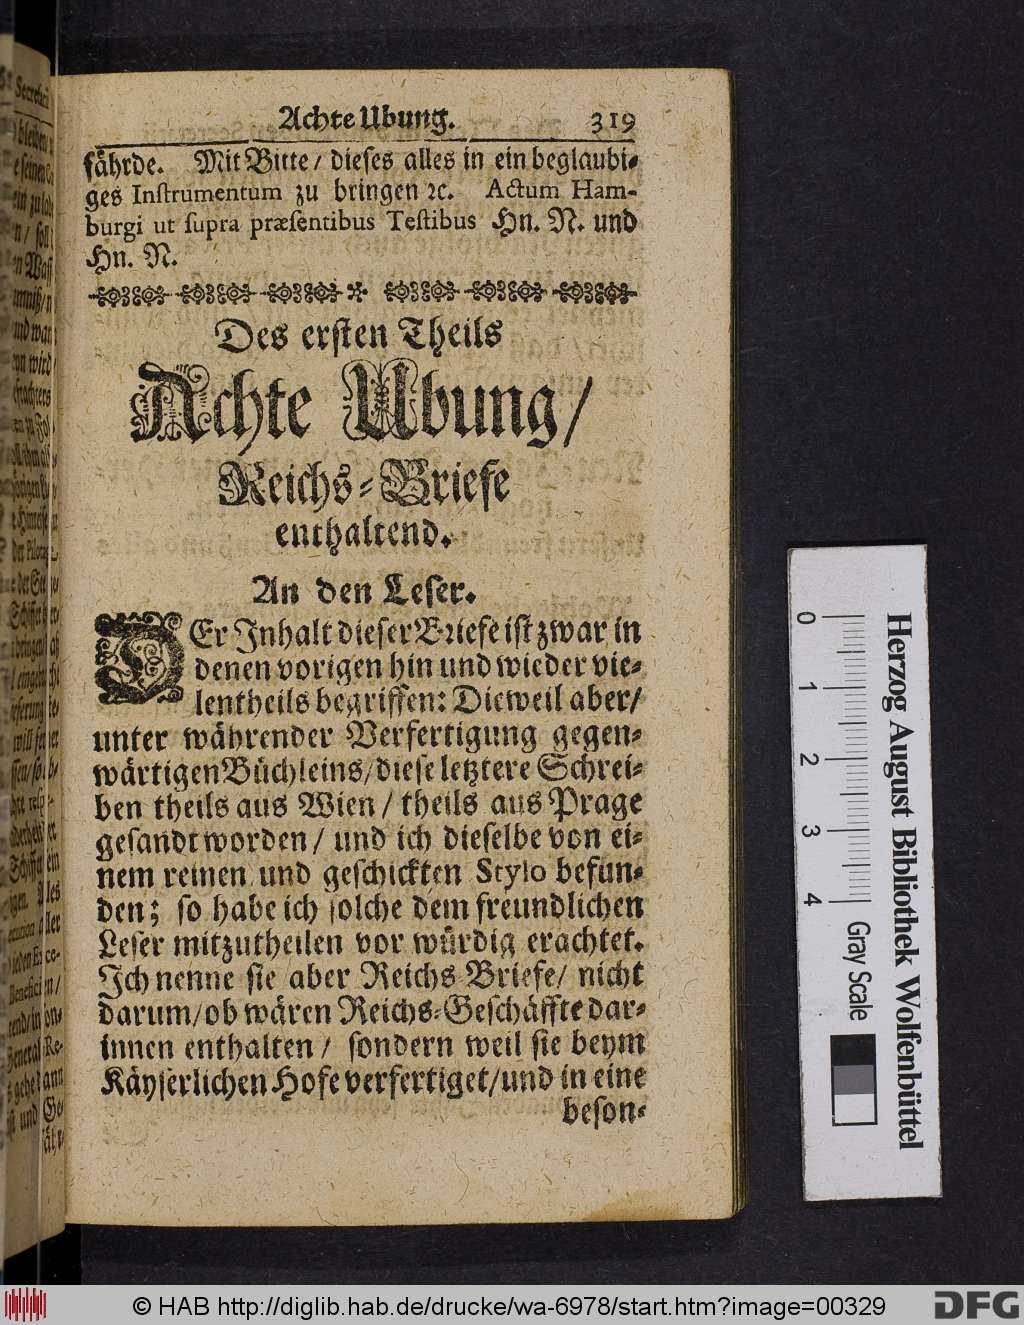 Achte Ubung. 319
fährde. Mit Bitte / dieses alles in ein beglaubi-
ges Instrumentum zu bringen ꝛc. Actum Ham-
burgi ut supra præsentibus Testibus Hn. N. und
Hn. N.
Des ersten Theils
Achte Ubung /
Reichs-Briefe
enthaltend.
An den Leser.
DEr Inhalt dieser Briefe ist zwar in
denen vorigen hin und wieder vie-
lentheils begriffen: Dieweil aber /
unter währender Verfertigung gegen-
wärtigen Büchleins / diese letztere Schrei-
ben theils aus Wien / theils aus Prage
gesandt worden / und ich dieselbe von ei-
nem reinen und geschickten Stylo befun-
den; so habe ich solche dem freundlichen
Leser mitzutheilen vor würdig erachtet.
Ich nenne sie aber Reichs Briefe / nicht
darum / ob wären Reichs-Geschäffte dar-
innen enthalten / sondern weil sie beym
Käyserlichen Hofe verfertiget / und in eine
beson-
0 1 2 3 4
Herzog August Bibliothek Wolfenbüttel
Gray Scale
© HAB http://diglib.hab.de/drucke/wa-6978/start.htm?image=00329
DFG